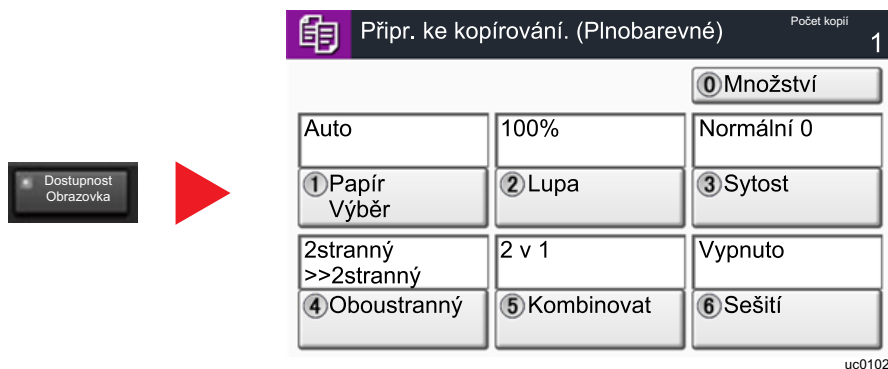 Připr. ke kopírování. (Plnobarevné)
Počet kopií
1
0 Množství
Auto
100%
Normální 0
1 Papír
Výběr
2 Lupa
3 Sytost
Dostupnost
Obrazovka
2stranný
>>2stranný
2 v 1
Vypnuto
4 Oboustranný
5 Kombinovat
6 Sešití
uc0102